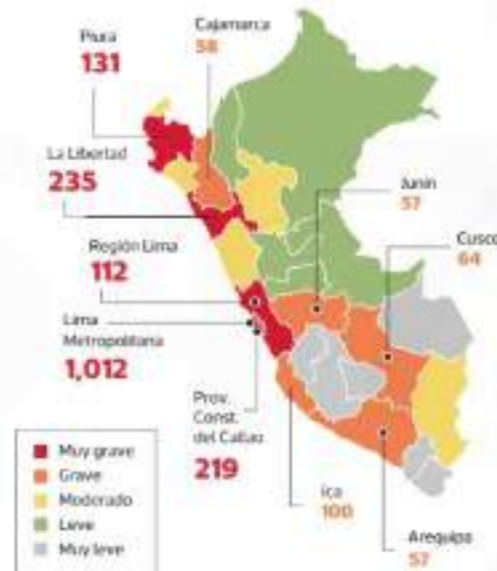 Piura
131
Cajamarca
58
La Libertad
235
Junín
57
Región Lima
112
Cusco
64
Lima
Metropolitana
1,012
Prov.
Const.
del Callao
219
Ica
100
Arequipa
57
Muy grave
Grave
Moderado
Leve
Muy leve